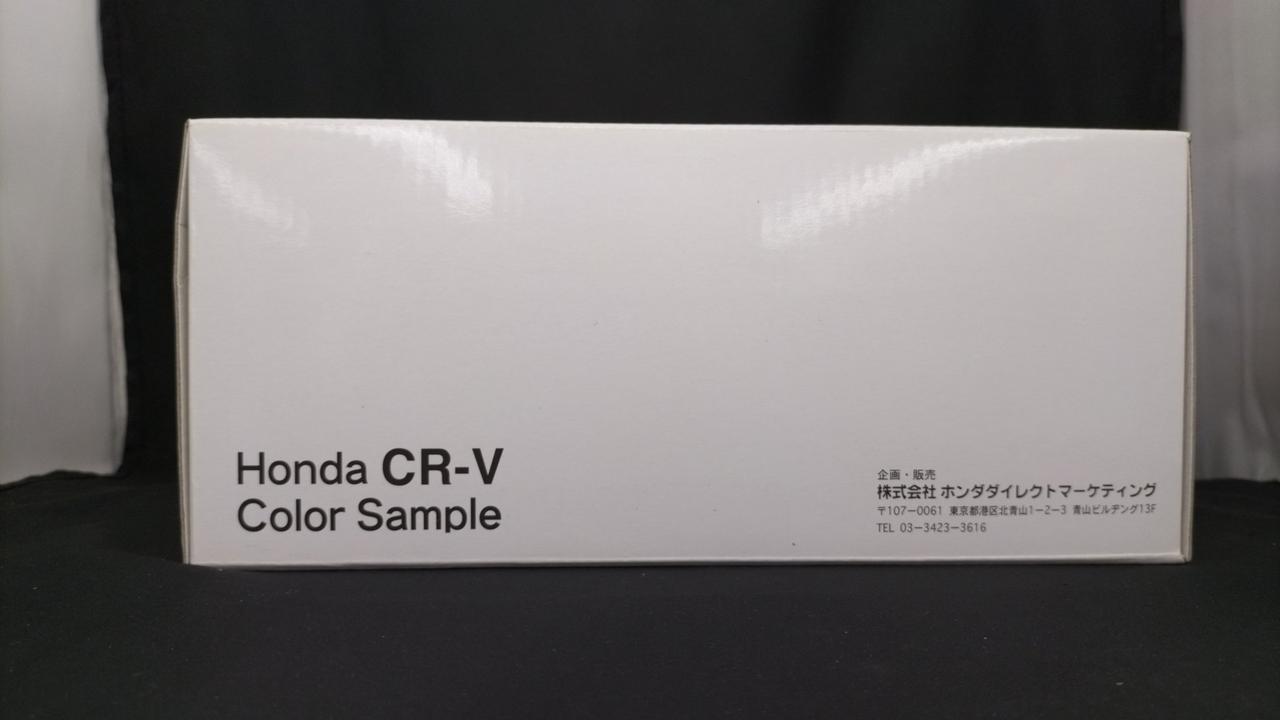 Honda CR-V
Color Sample
企画・販売
株式会社 ホンダダイレクトマーケティング
〒107-0061 東京都港区北青山1-2-3 青山ビルヂング13F
TEL 03-3423-3616